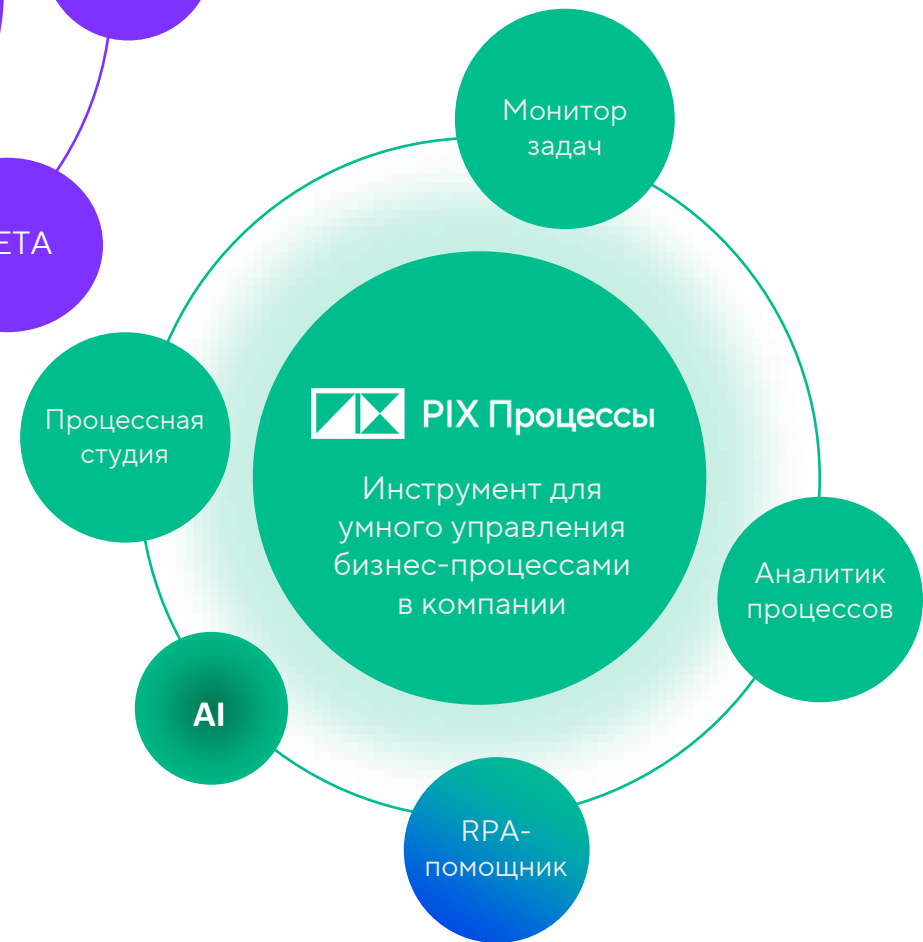 Монитор
задач
ЕТА
Процессная
студия
PIX Процессы
Инструмент для
умного управления
бизнес-процессами
в компании
Аналитик
процессов
AI
RPA-
помощник